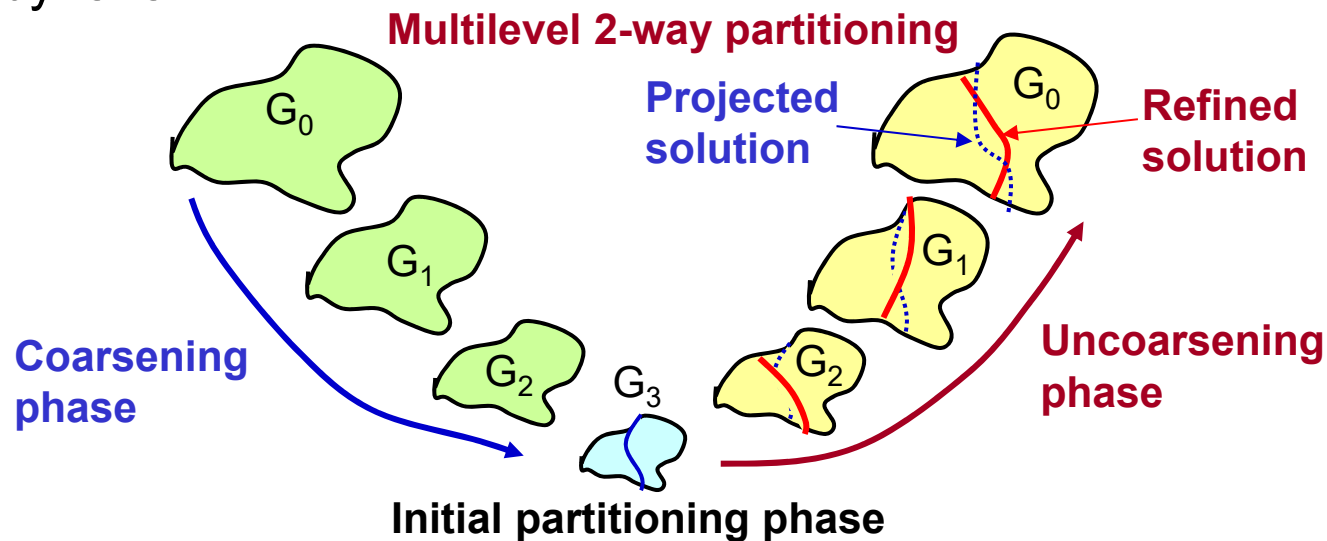 Multilevel 2-way partitioning
G₀
Projected
solution
G₀
Refined
solution
G₁
G₁
Coarsening
phase
G₂
G₃
G₂
Uncoarsening
phase
Initial partitioning phase